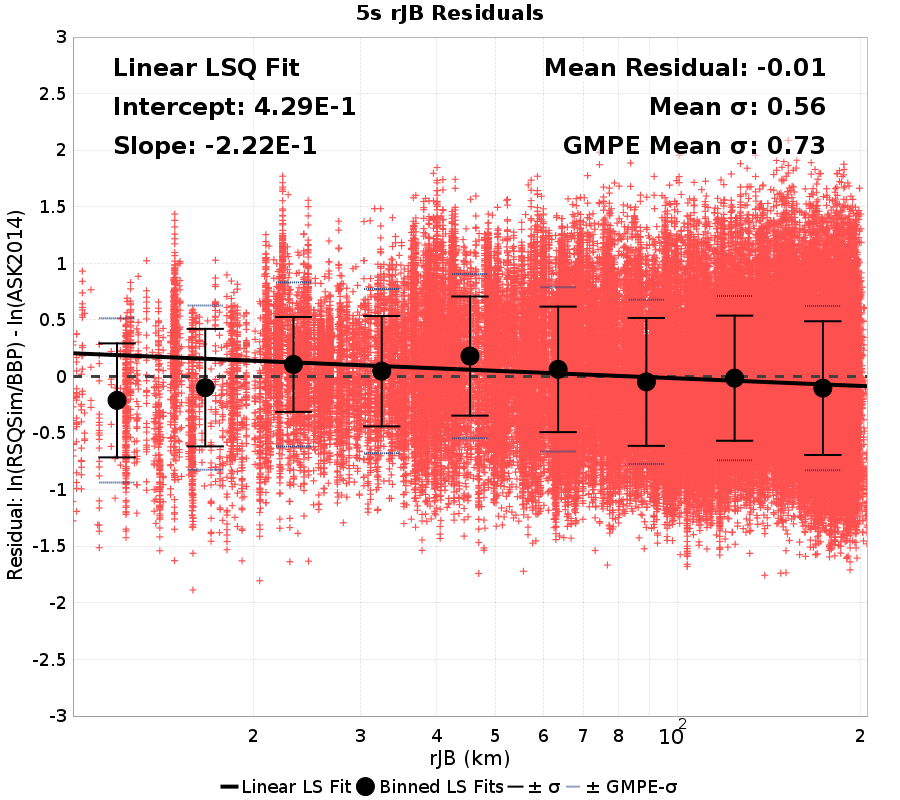 5s rJB Residuals
Linear LSQ Fit
Intercept: 4.29E-1
Slope: -2.22E-1
Mean Residual: -0.01
Mean σ: 0.56
GMPE Mean σ: 0.73
Residual: ln(RSQSim/BBP) - ln(ASK2014)
3
2.5
2
1.5
1
0.5
0
-0.5
-1
-1.5
-2
-2.5
-3
2 3 4 5 6 7 8 10² 2
rJB (km)
Linear LS Fit Binned LS Fits ± σ ± GMPE-σ